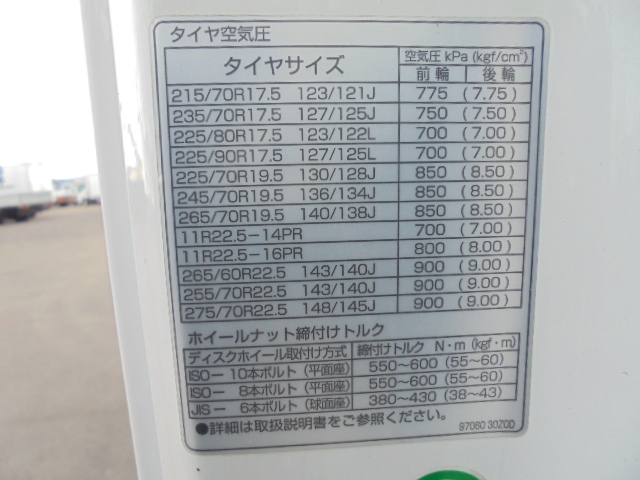 タイヤ空気圧
タイヤサイズ 空気圧 kPa (kgf/cm²)
前輪 後輪
215/70R17.5 123/121J 775 (7.75)
235/70R17.5 127/125J 750 (7.50)
225/80R17.5 123/122L 700 (7.00)
225/90R17.5 127/125L 700 (7.00)
225/70R19.5 130/128J 850 (8.50)
245/70R19.5 136/134J 850 (8.50)
265/70R19.5 140/138J 850 (8.50)
11R22.5-14PR 700 (7.00)
11R22.5-16PR 800 (8.00)
265/60R22.5 143/140J 900 (9.00)
255/70R22.5 143/140J 900 (9.00)
275/70R22.5 148/145J 900 (9.00)
ホイールナット締付けトルク
ディスクホイール取付け方式 締付けトルク N・m (kgf・m)
ISO- 10本ボルト (平面座) 550~600 (55~60)
ISO- 8本ボルト (平面座) 550~600 (55~60)
JIS- 6本ボルト (球面座) 380~430 (38~43)
●詳細は取扱説明書をご参照ください。 97060 30Z0D